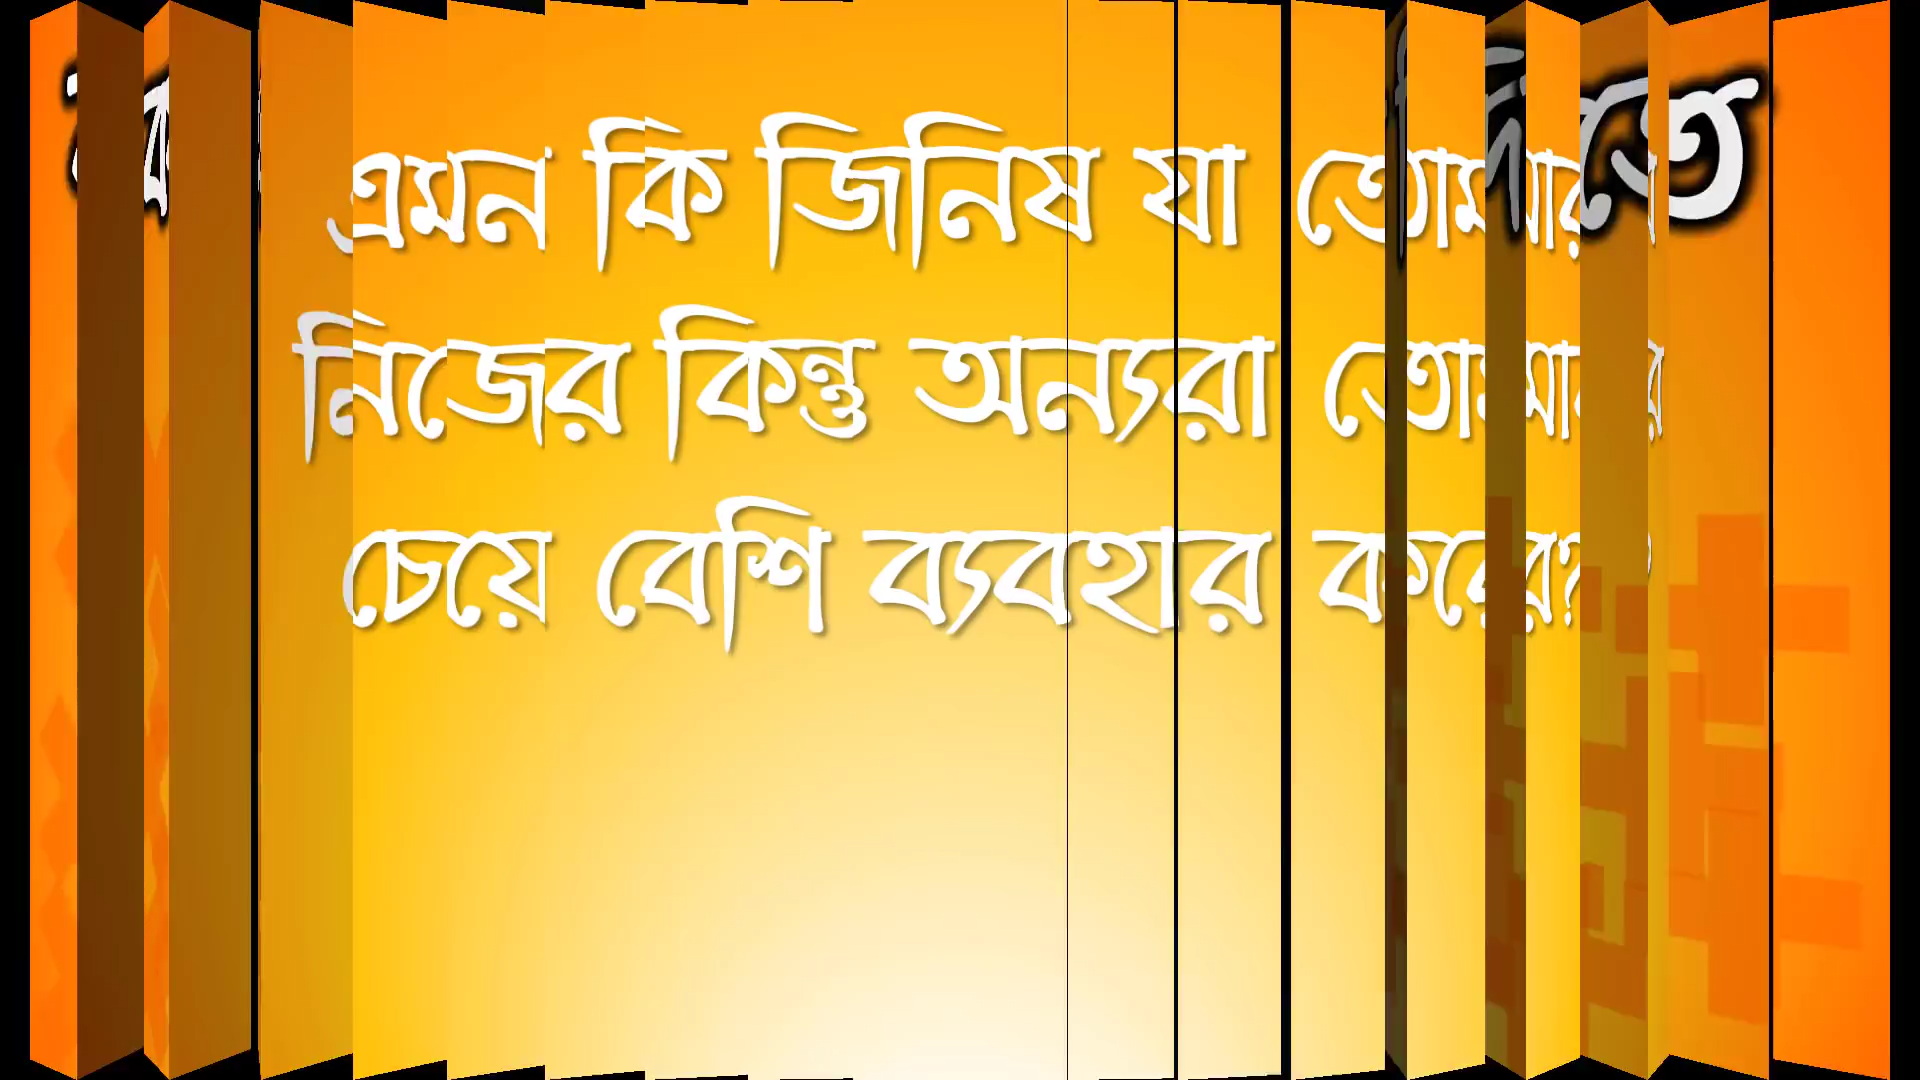 এমন কি জিনিষ যা তোমার
নিজের কিন্তু অন্যরা তোমার
চেয়ে বেশি ব্যবহার করে?